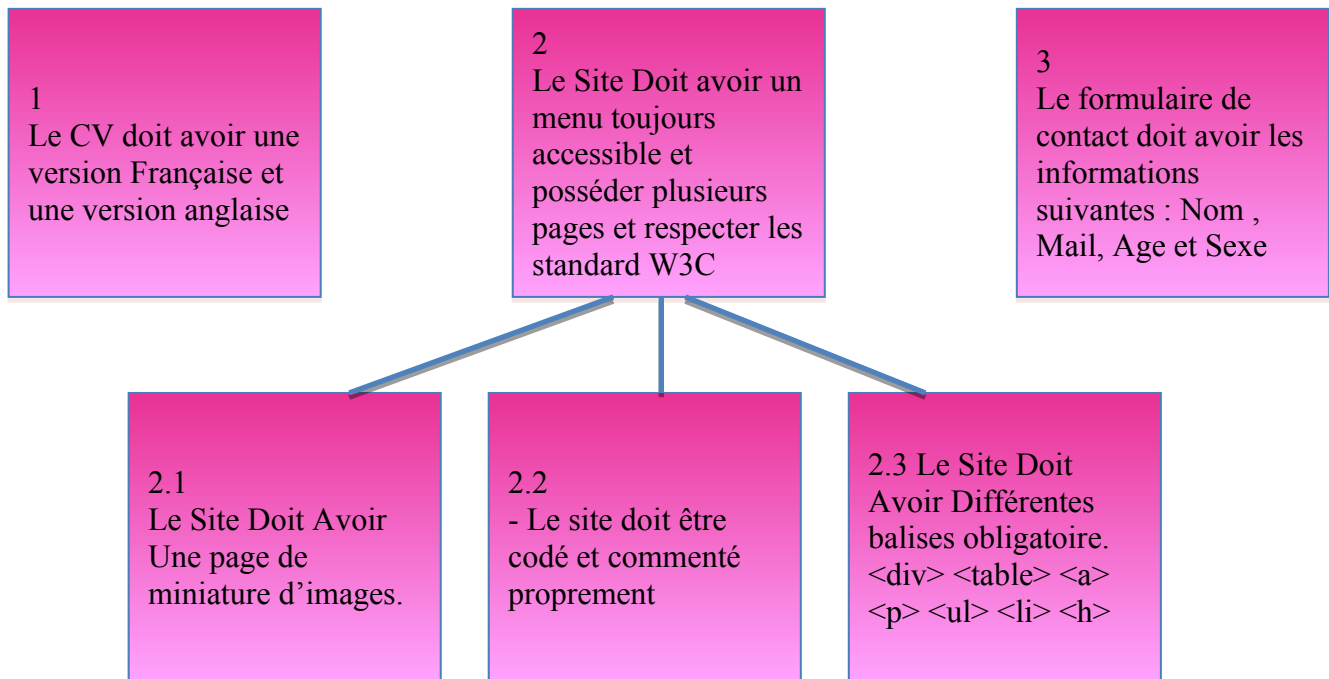 1
Le CV doit avoir une
version Française et
une version anglaise
2
Le Site Doit avoir un
menu toujours
accessible et
posséder plusieurs
pages et respecter les
standard W3C
3
Le formulaire de
contact doit avoir les
informations
suivantes : Nom ,
Mail, Age et Sexe
2.1
Le Site Doit Avoir
Une page de
miniature d’images.
2.2
- Le site doit être
codé et commenté
proprement
2.3 Le Site Doit
Avoir Différentes
balises obligatoire.
<div> <table> <a>
<p> <ul> <li> <h>